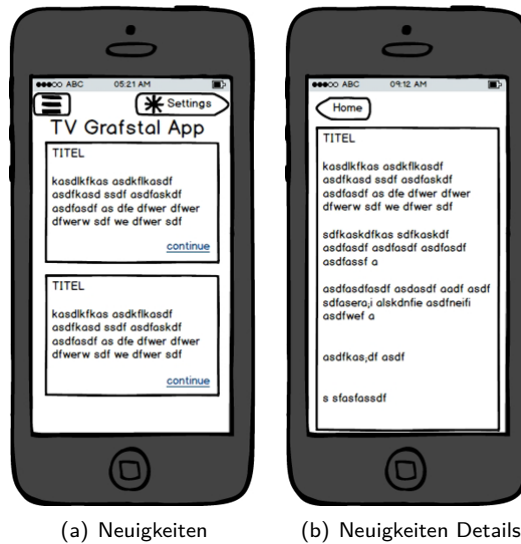 ABC 05:21 AM
Settings
TV Grafstal App
TITEL
kasdlkfkas asdkflkasdf
asdfkasd ssdf asdfaskdf
asdfasdf as dfe dfwer dfwer
dfwerw sdf we dfwer sdf
continue
TITEL
kasdlkfkas asdkflkasdf
asdfkasd ssdf asdfaskdf
asdfasdf as dfe dfwer dfwer
dfwerw sdf we dfwer sdf
continue
(a) Neuigkeiten
ABC 09:12 AM
Home
TITEL
kasdlkfkas asdkflkasdf
asdfkasd ssdf asdfaskdf
asdfasdf as dfe dfwer dfwer
dfwerw sdf we dfwer sdf
sdfkaskdfkas sdfkaskdf
asdfasdf asdfasdf asdfasdf
asdfassf a
asdfasdfasdf asdasdf aadf asdf
sdfasera;i alskdnfie asdfneifi
asdfwef a
asdfkas;df asdf
s sfasfassdf
(b) Neuigkeiten Details